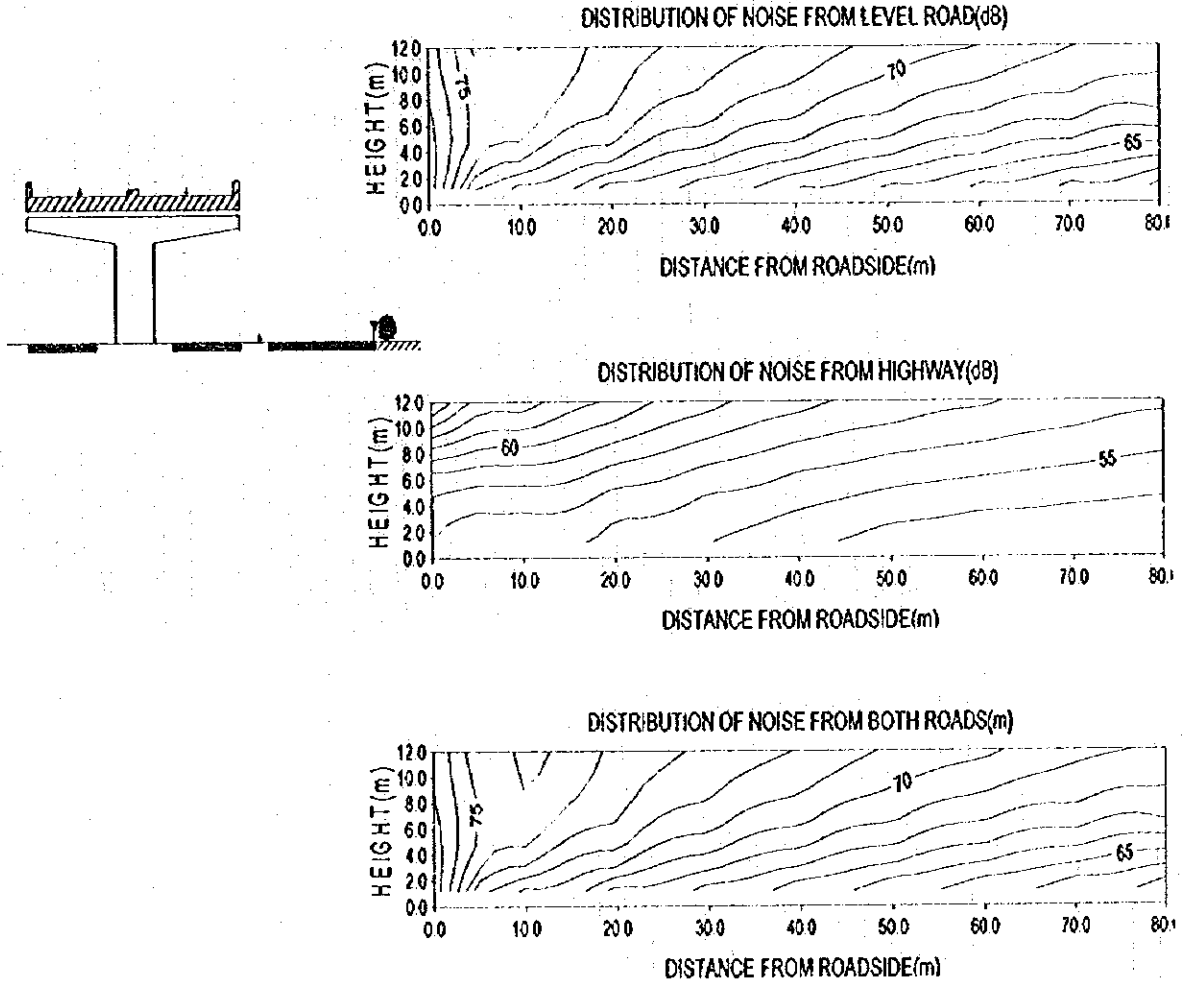 DISTRIBUTION OF NOISE FROM LEVEL ROAD(dB)
HEIGHT(m)
12.0
10.0
8.0
6.0
4.0
2.0
0.0
75
70
65
0.0 10.0 20.0 30.0 40.0 50.0 60.0 70.0 80.
DISTANCE FROM ROADSIDE(m)
DISTRIBUTION OF NOISE FROM HIGHWAY(dB)
HEIGHT(m)
12.0
10.0
8.0
6.0
4.0
2.0
0.0
60
55
0.0 10.0 20.0 30.0 40.0 50.0 60.0 70.0 80.
DISTANCE FROM ROADSIDE(m)
DISTRIBUTION OF NOISE FROM BOTH ROADS(m)
HEIGHT(m)
12.0
10.0
8.0
6.0
4.0
2.0
0.0
75
70
65
0.0 10.0 20.0 30.0 40.0 50.0 60.0 70.0 80.
DISTANCE FROM ROADSIDE(m)